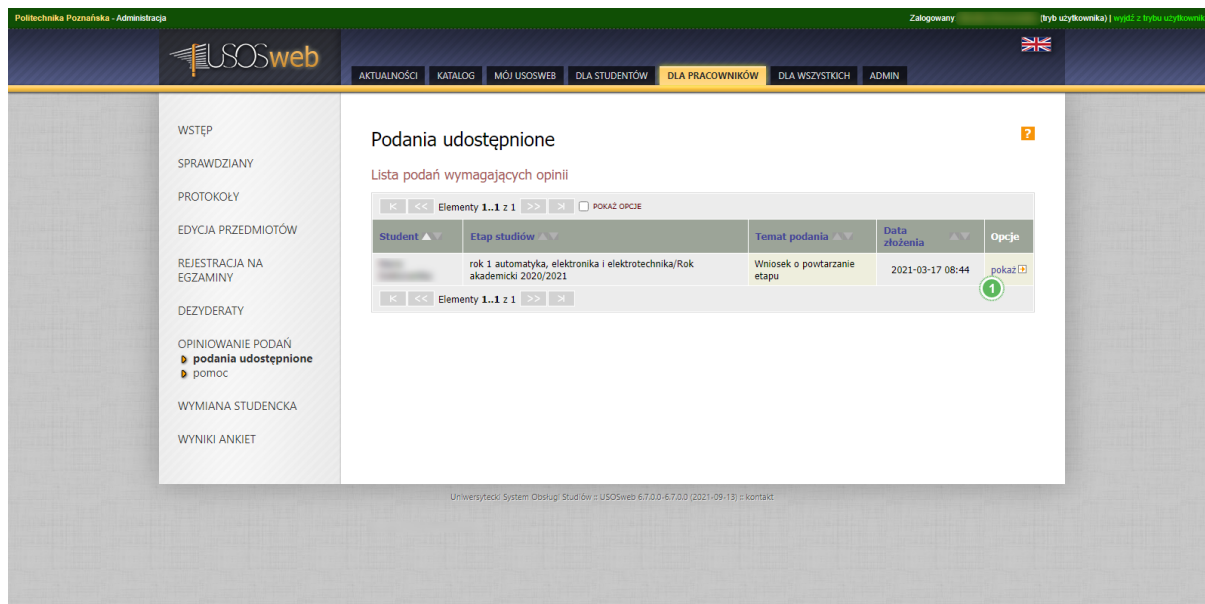 Politechnika Poznańska - Administracja
Zalogowany (tryb użytkownika) | wyjdź z trybu użytkownik
USOSweb
AKTUALNOŚCI KATALOG MÓJ USOSWEB DLA STUDENTÓW DLA PRACOWNIKÓW DLA WSZYSTKICH ADMIN
WSTĘP
SPRAWDZIANY
PROTOKOŁY
EDYCJA PRZEDMIOTÓW
REJESTRACJA NA
EGZAMINY
DEZYDERATY
OPINIOWANIE PODAŃ
podania udostępnione
pomoc
WYMIANA STUDENCKA
WYNIKI ANKIET
Podania udostępnione
?
Lista podań wymagających opinii
K << Elementy 1..1 z 1 >> >| POKAŻ OPCJE
Student Etap studiów Temat podania Data złożenia Opcje
rok 1 automatyka, elektronika i elektrotechnika/Rok
akademicki 2020/2021
Wniosek o powtarzanie
etapu
2021-03-17 08:44
pokaż
1
K << Elementy 1..1 z 1 >> >|
Uniwersytecki System Obsługi Studiów :: USOSweb 6.7.0.0-6.7.0.0 (2021-09-13) :: kontakt